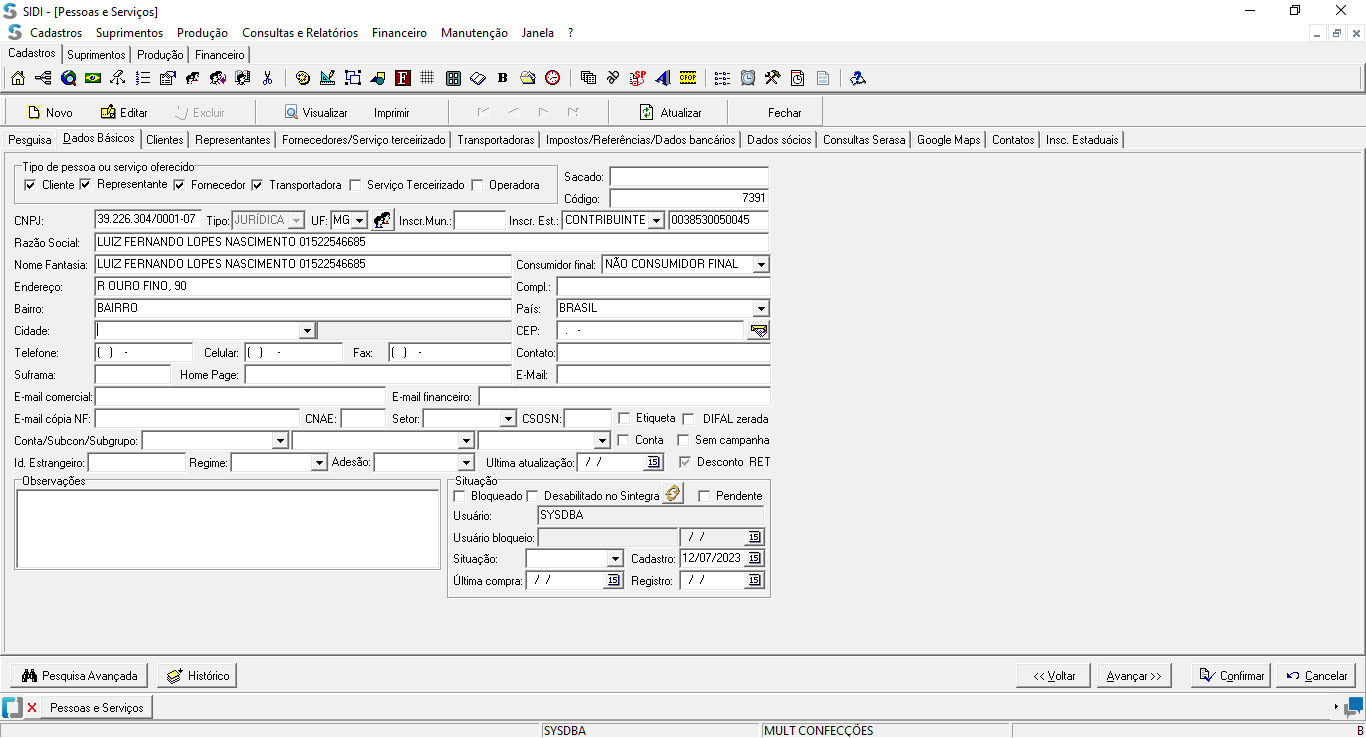 SIDI - [Pessoas e Serviços]
Cadastros Suprimentos Produção Consultas e Relatórios Financeiro Manutenção Janela ?
Cadastros Suprimentos Produção Financeiro
Novo Editar Excluir Visualizar Imprimir Atualizar Fechar
Pesquisa Dados Básicos Clientes Representantes Fornecedores/Serviço terceirizado Transportadoras Impostos/Referências/Dados bancários Dados sócios Consultas Serasa Google Maps Contatos Insc. Estaduais
Tipo de pessoa ou serviço oferecido
Cliente Representante Fornecedor Transportadora Serviço Terceirizado Operadora
Sacado:
Código: 7391
CNPJ: 39.226.304/0001-07 Tipo: JURÍDICA UF: MG Inscr.Mun.: Inscr. Est.: CONTRIBUINTE 0038530050045
Razão Social: LUIZ FERNANDO LOPES NASCIMENTO 01522546685
Nome Fantasia: LUIZ FERNANDO LOPES NASCIMENTO 01522546685 Consumidor final: NÃO CONSUMIDOR FINAL
Endereço: R OURO FINO, 90 Compl.:
Bairro: BAIRRO País: BRASIL
Cidade: CEP: . -
Telefone: ( ) - Celular: ( ) - Fax: ( ) - Contato:
Suframa: Home Page: E-Mail:
E-mail comercial: E-mail financeiro:
E-mail cópia NF: CNAE: Setor: CSOSN: Etiqueta DIFAL zerada
Conta/Subcon/Subgrupo: Conta Sem campanha
Id. Estrangeiro: Regime: Adesão: Ultima atualização: / / 15 Desconto RET
Observações
Situação
Bloqueado Desabilitado no Sintegra Pendente
Usuário: SYSDBA
Usuário bloqueio: / / 15
Situação: Cadastro: 12/07/2023 15
Última compra: / / 15 Registro: / / 15
Pesquisa Avançada Histórico << Voltar Avançar >> Confirmar Cancelar
Pessoas e Serviços
SYSDBA MULT CONFECÇÕES B